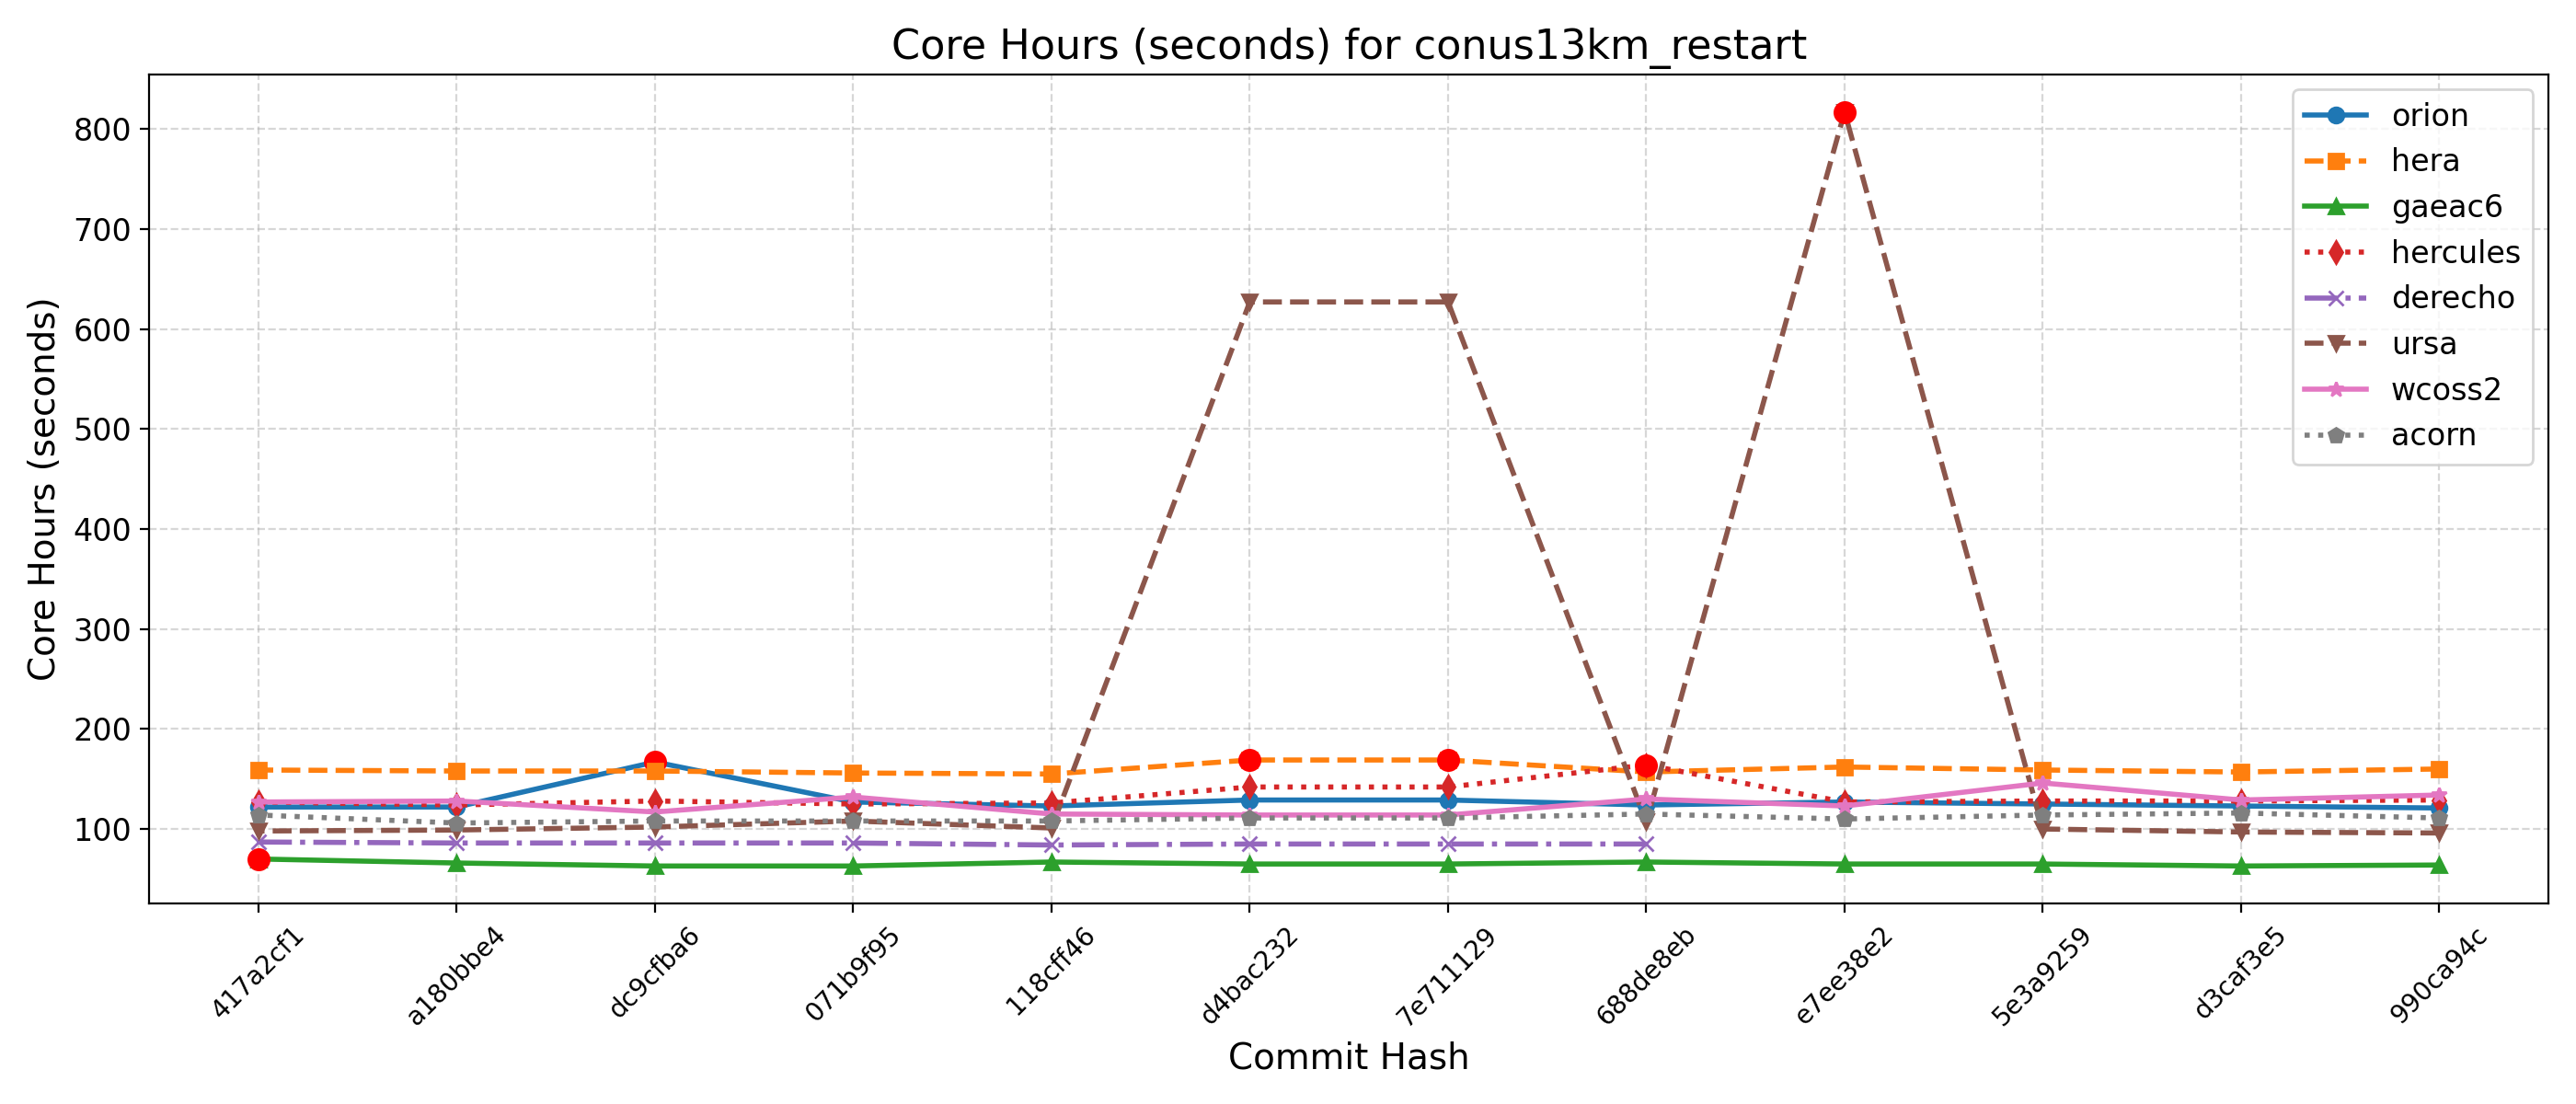 Core Hours (seconds) for conus13km_restart
Core Hours (seconds)
800
700
600
500
400
300
200
100
orion
hera
gaeac6
hercules
derecho
ursa
wcoss2
acorn
417a2cf1
a180bbe4
dc9cfba6
071b9f95
118cff46
d4bac232
7e711129
688de8eb
e7ee38e2
5e3a9259
d3caf3e5
990ca94c
Commit Hash